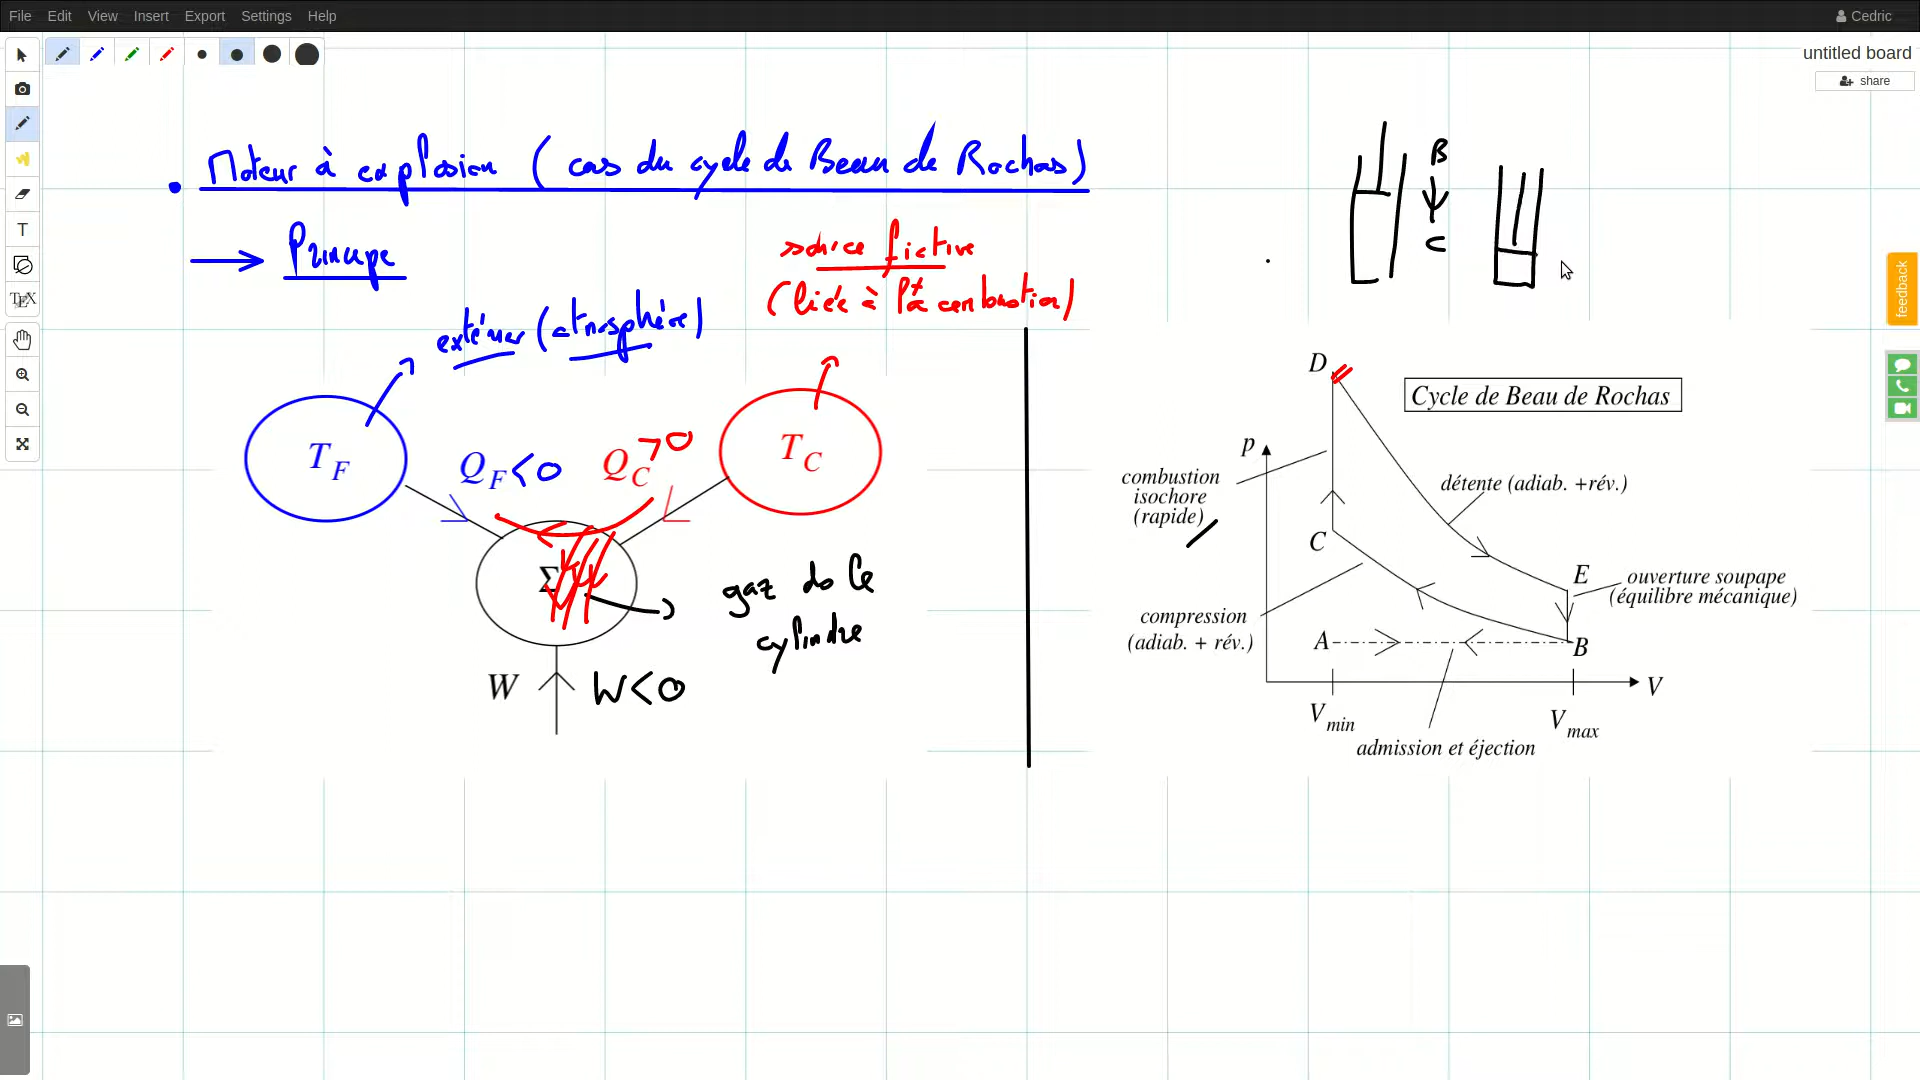 File Edit View Insert Export Settings Help
Cedric
untitled board
share
feedback
T
TEX
Moteur à explosion (cas du cycle de Beau de Rochas)
→ Principe
source fictive
(liée à la combustion)
extérieur (atmosphère)
T_F
Q_F <0
Q_C >0
T_C
Σ
gaz ds le
cylindre
W
W<0
B
↓
C
Cycle de Beau de Rochas
D
p
combustion
isochore
(rapide)
détente (adiab. +rév.)
C
E
ouverture soupape
(équilibre mécanique)
compression
(adiab. + rév.)
A
B
V
V_min
V_max
admission et éjection